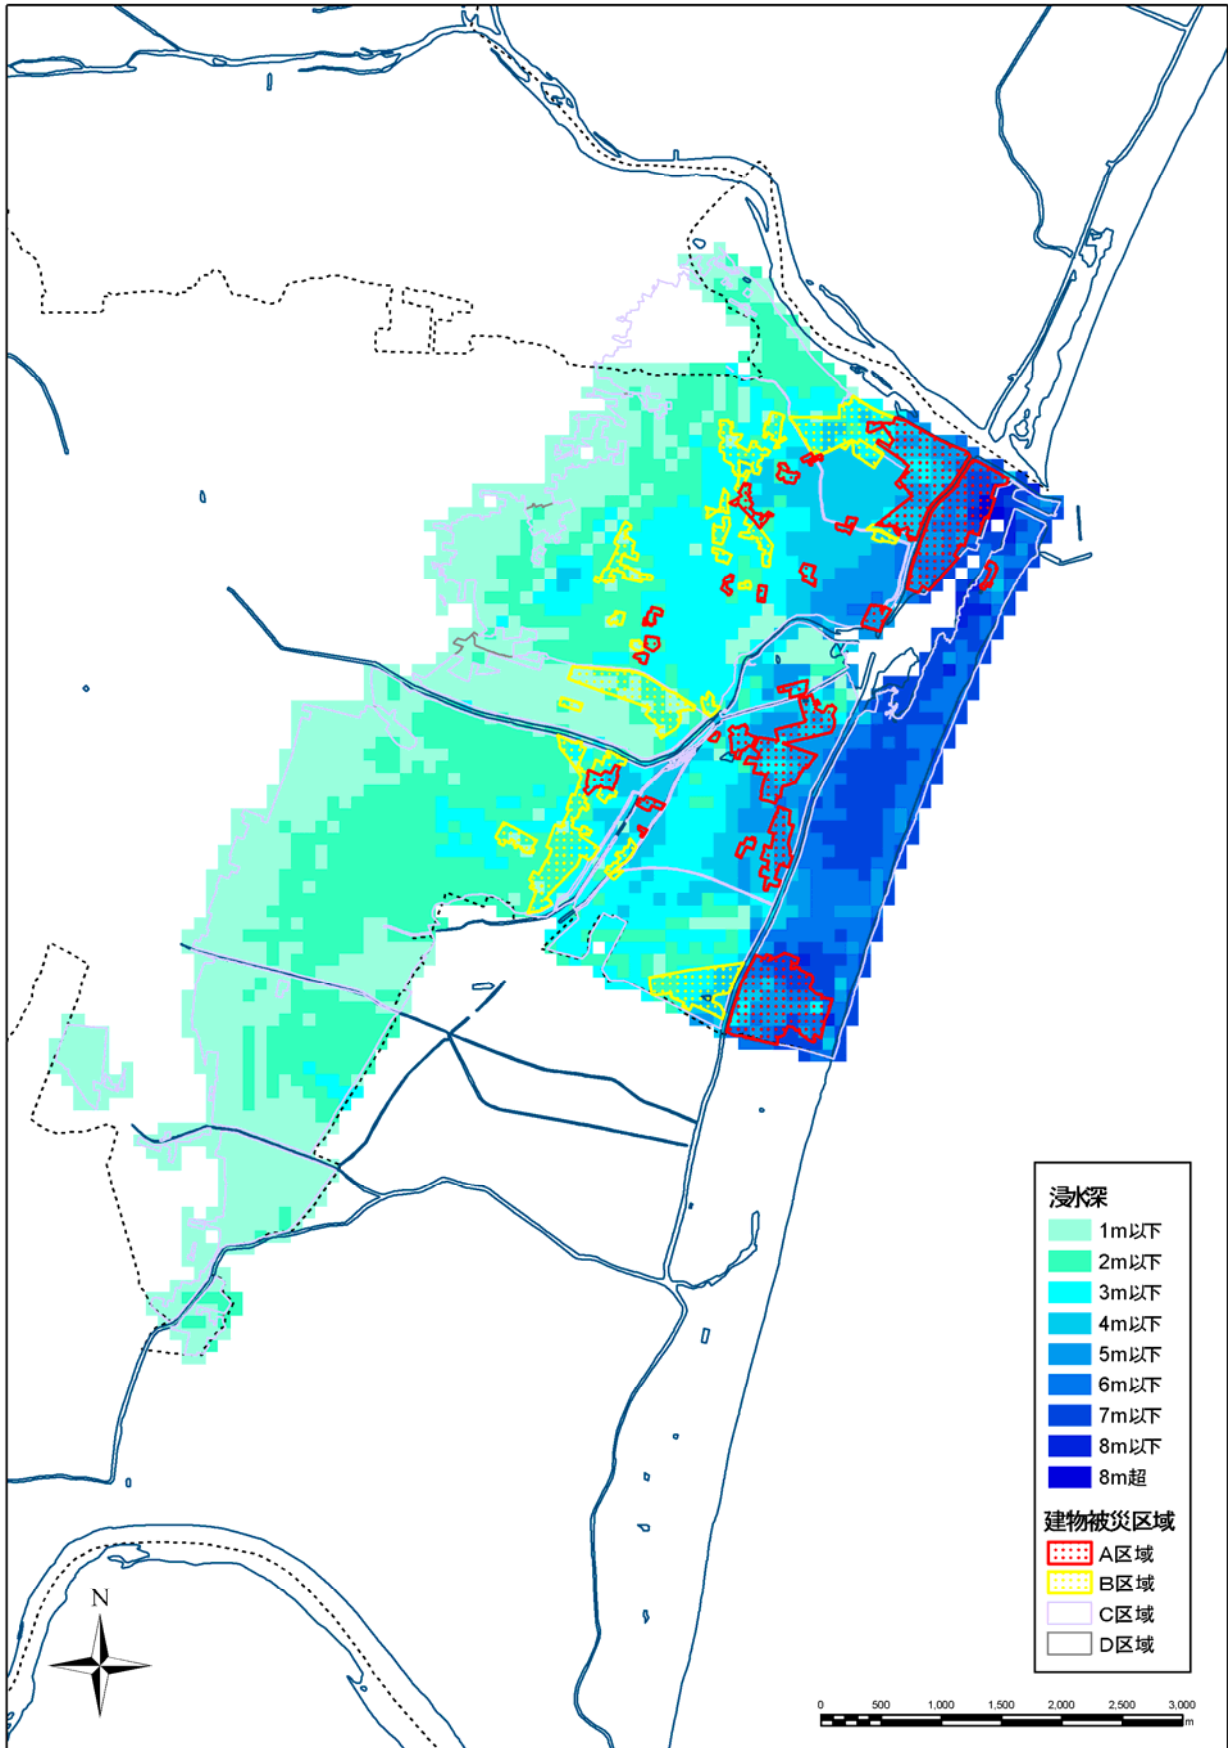 浸水深
1m以下
2m以下
3m以下
4m以下
5m以下
6m以下
7m以下
8m以下
8m超
建物被災区域
A区域
B区域
C区域
D区域
N
0 500 1,000 1,500 2,000 2,500 3,000
m